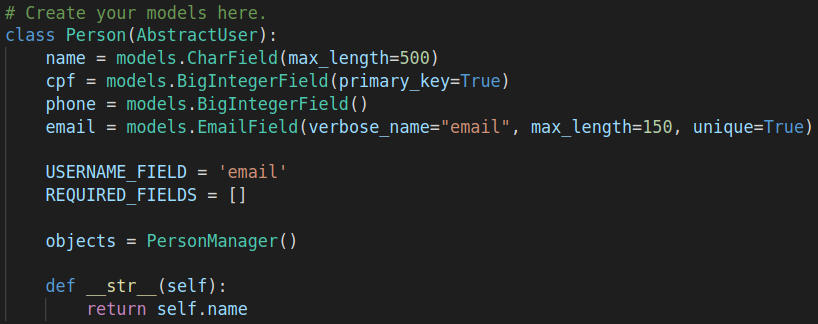 # Create your models here.
class Person(AbstractUser):
    name = models.CharField(max_length=500)
    cpf = models.BigIntegerField(primary_key=True)
    phone = models.BigIntegerField()
    email = models.EmailField(verbose_name="email", max_length=150, unique=True)

    USERNAME_FIELD = 'email'
    REQUIRED_FIELDS = []

    objects = PersonManager()

    def __str__(self):
        return self.name